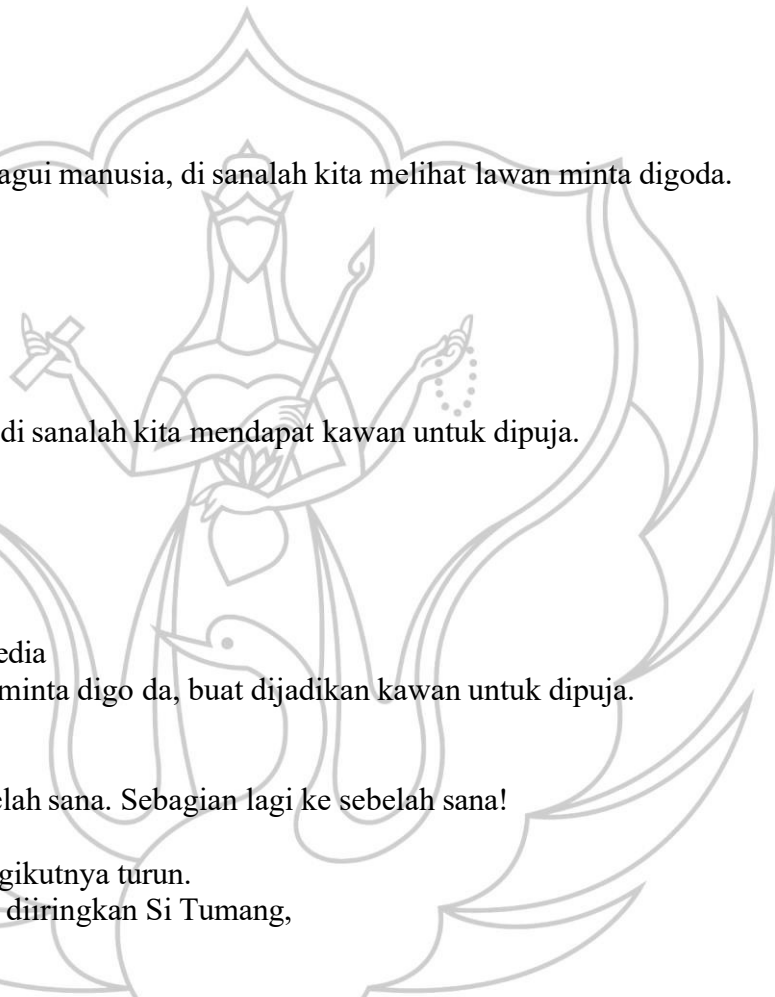 agui manusia, di sanalah kita melihat lawan minta digoda.
di sanalah kita mendapat kawan untuk dipuja.
edia
minta digo da, buat dijadikan kawan untuk dipuja.
elah sana. Sebagian lagi ke sebelah sana!
gikutnya turun.
diiringkan Si Tumang,